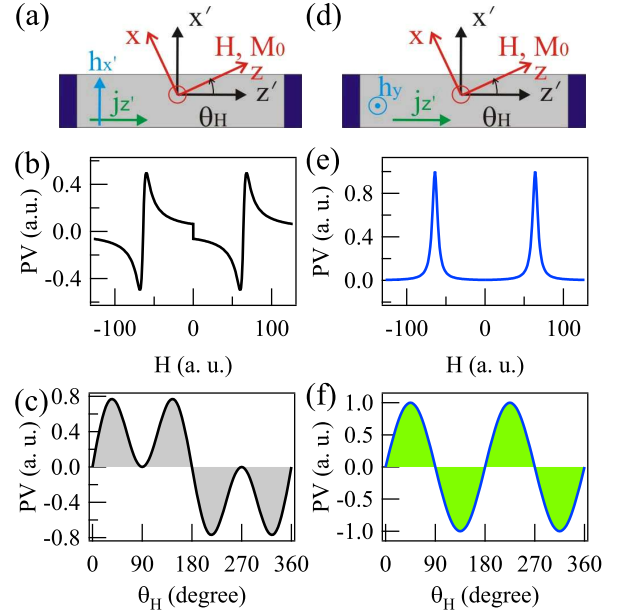 (a)
x
x′
H, M₀
z
hx'
jz'
z′
θH
(d)
x
x′
H, M₀
z
hy
jz'
z′
θH
(b)
PV (a.u.)
0.4
0.0
-0.4
-100
0
100
H (a. u.)
(e)
PV (a.u.)
0.8
0.4
0.0
-100
0
100
H (a. u.)
(c)
PV (a. u.)
0.8
0.4
0.0
-0.4
-0.8
0
90
180
270
360
θH (degree)
(f)
PV (a. u.)
1.0
0.5
0.0
-0.5
-1.0
0
90
180
270
360
θH (degree)